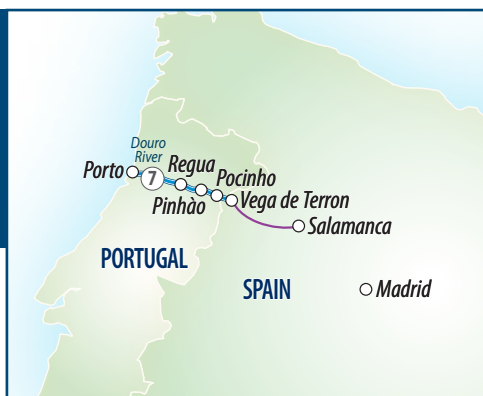 Douro
River
Porto
7
Regua
Pocinho
Pinhào
Vega de Terron
Salamanca
PORTUGAL
SPAIN
Madrid